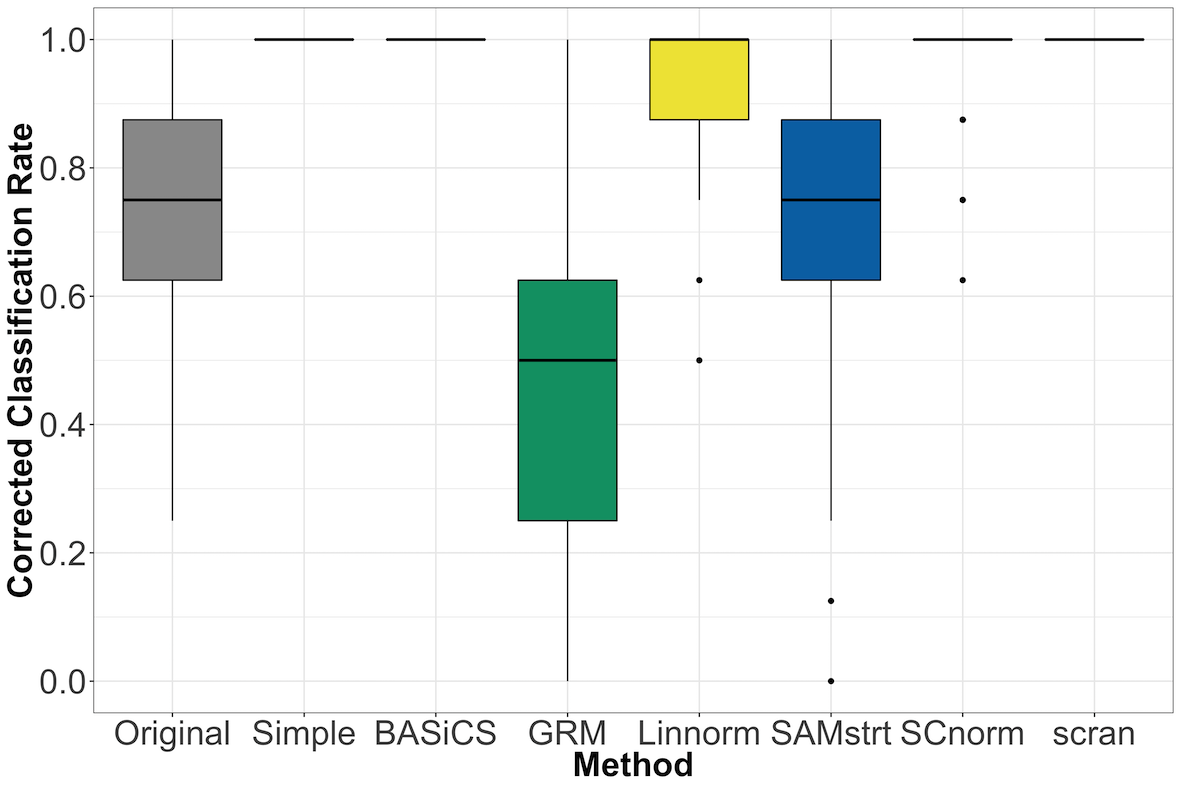 Corrected Classification Rate
1.0
0.8
0.6
0.4
0.2
0.0
Original Simple BASiCS GRM Linnorm SAMstrt SCnorm scran
Method